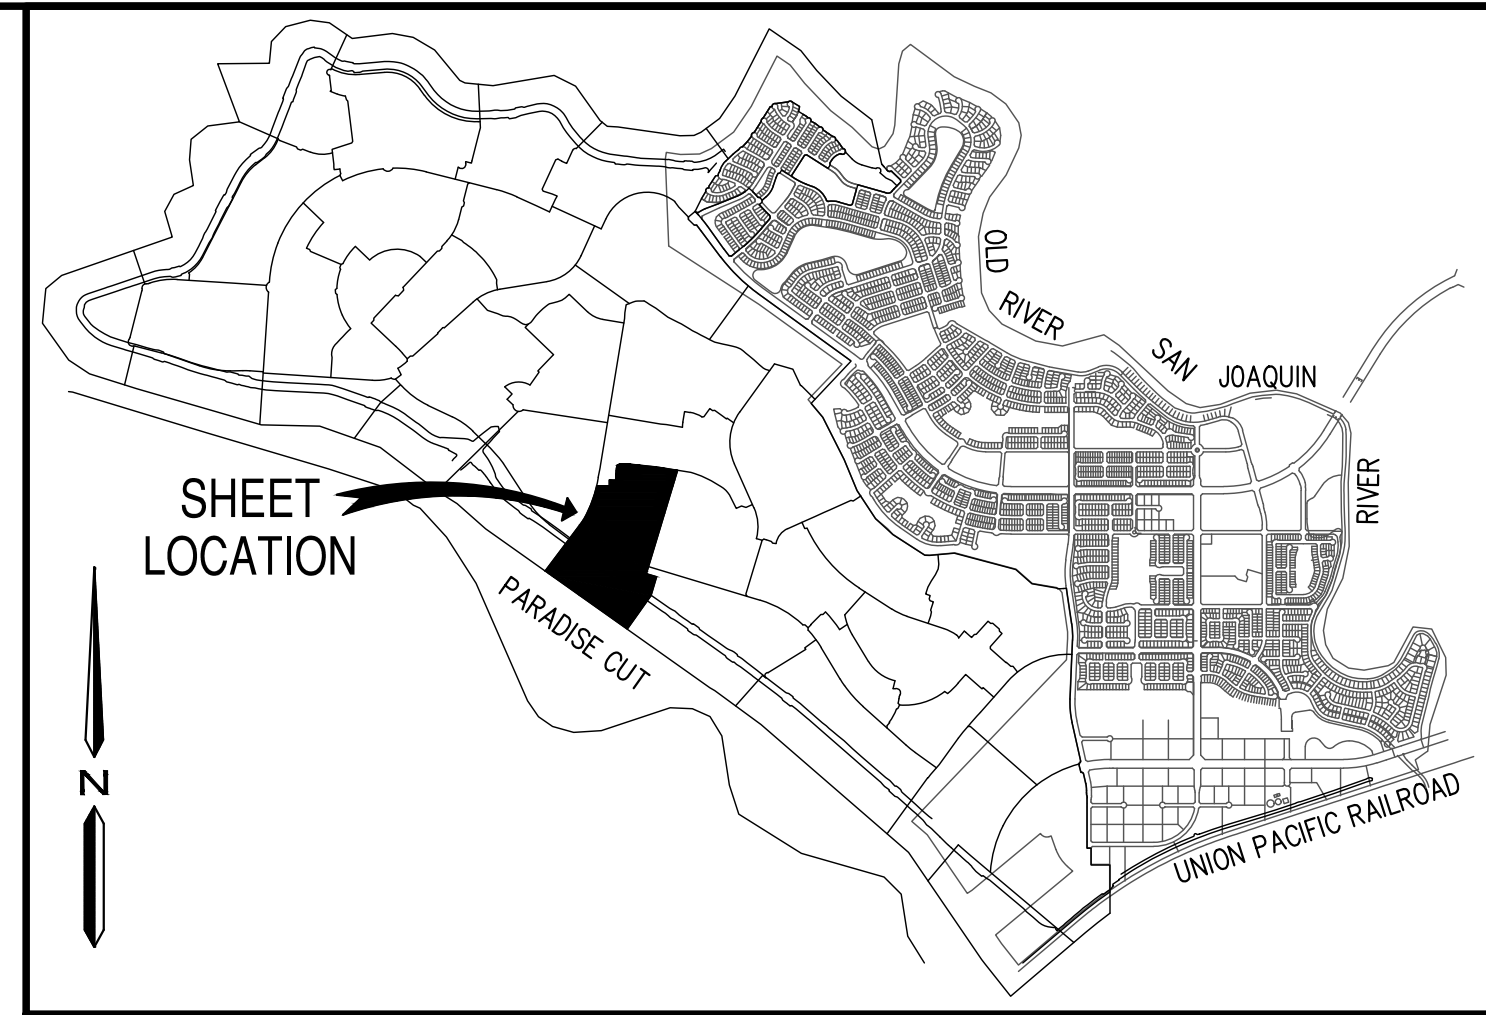 OLD
RIVER
SAN
JOAQUIN
RIVER
SHEET
LOCATION
PARADISE CUT
N
UNION PACIFIC RAILROAD